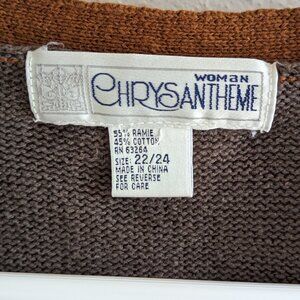 WOMAN
CHRYSANTHEME
55% RAMIE
45% COTTON
RN 63264
SIZE: 22/24
MADE IN CHINA
SEE REVERSE
FOR CARE